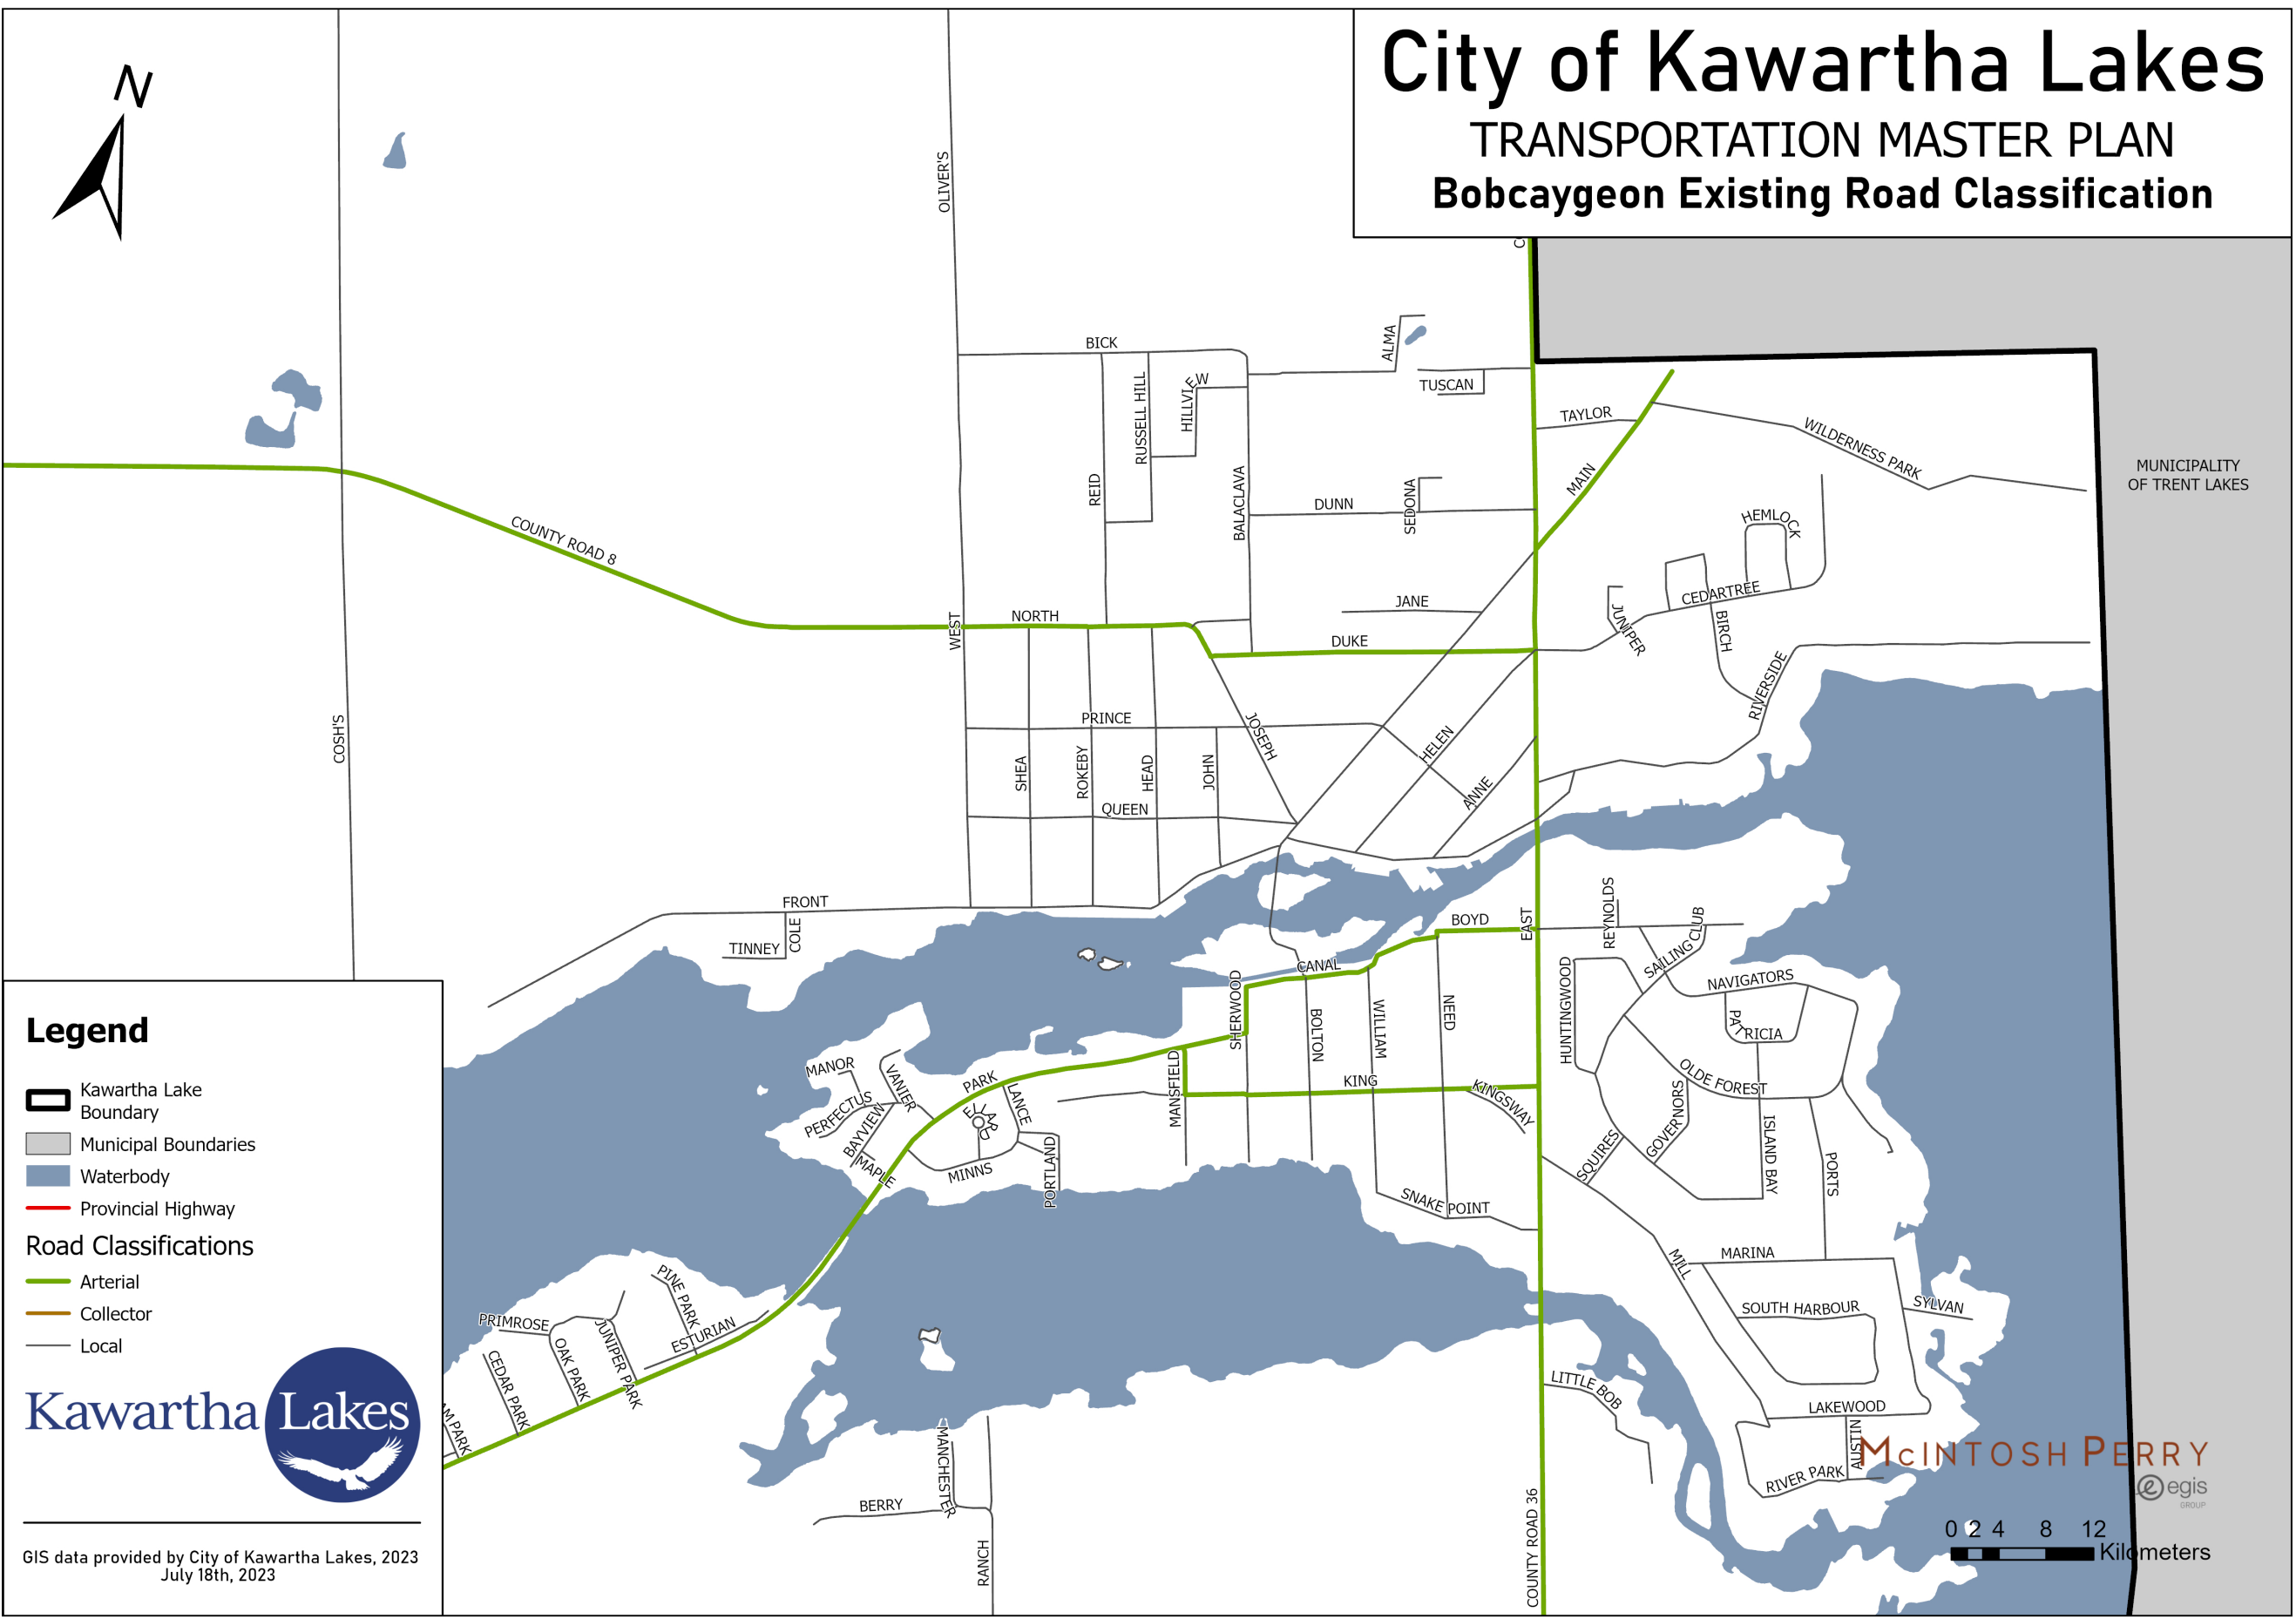 N
City of Kawartha Lakes
TRANSPORTATION MASTER PLAN
Bobcaygeon Existing Road Classification
OLIVER'S
C
ALMA
BICK
TUSCAN
HILLVIEW
RUSSELL HILL
TAYLOR
WILDERNESS PARK
MAIN
MUNICIPALITY
OF TRENT LAKES
REID
BALACLAVA
DUNN
SEDONA
HEMLOCK
COUNTY ROAD 8
CEDARTREE
JANE
NORTH
WEST
DUKE
JUNIPER
BIRCH
RIVERSIDE
COSH'S
PRINCE
JOSEPH
HELEN
SHEA
ROKEBY
HEAD
JOHN
ANNE
QUEEN
FRONT
COLE
TINNEY
BOYD
EAST
REYNOLDS
SAILING CLUB
CANAL
SHERWOOD
NAVIGATORS
HUNTINGWOOD
BOLTON
WILLIAM
NEED
PATRICIA
MANOR
VANIER
PARK
LANCE
MANSFIELD
KING
KINGSWAY
OLDE FOREST
PERFECTUS
BAYVIEW
MAPLE
MINNS
PORTLAND
GOVERNORS
SQUIRES
ISLAND BAY
PORTS
SNAKE POINT
MILL
MARINA
SOUTH HARBOUR
SYLVAN
PINE PARK
PRIMROSE
ESTURIAN
JUNIPER PARK
OAK PARK
CEDAR PARK
AM PARK
LITTLE BOB
LAKEWOOD
AUSTIN
RIVER PARK
MANCHESTER
BERRY
RANCH
COUNTY ROAD 36
Legend
Kawartha Lake
Boundary
Municipal Boundaries
Waterbody
Provincial Highway
Road Classifications
Arterial
Collector
Local
Kawartha Lakes
GIS data provided by City of Kawartha Lakes, 2023
July 18th, 2023
McINTOSH PERRY
egis
GROUP
0 2 4 8 12
Kilometers